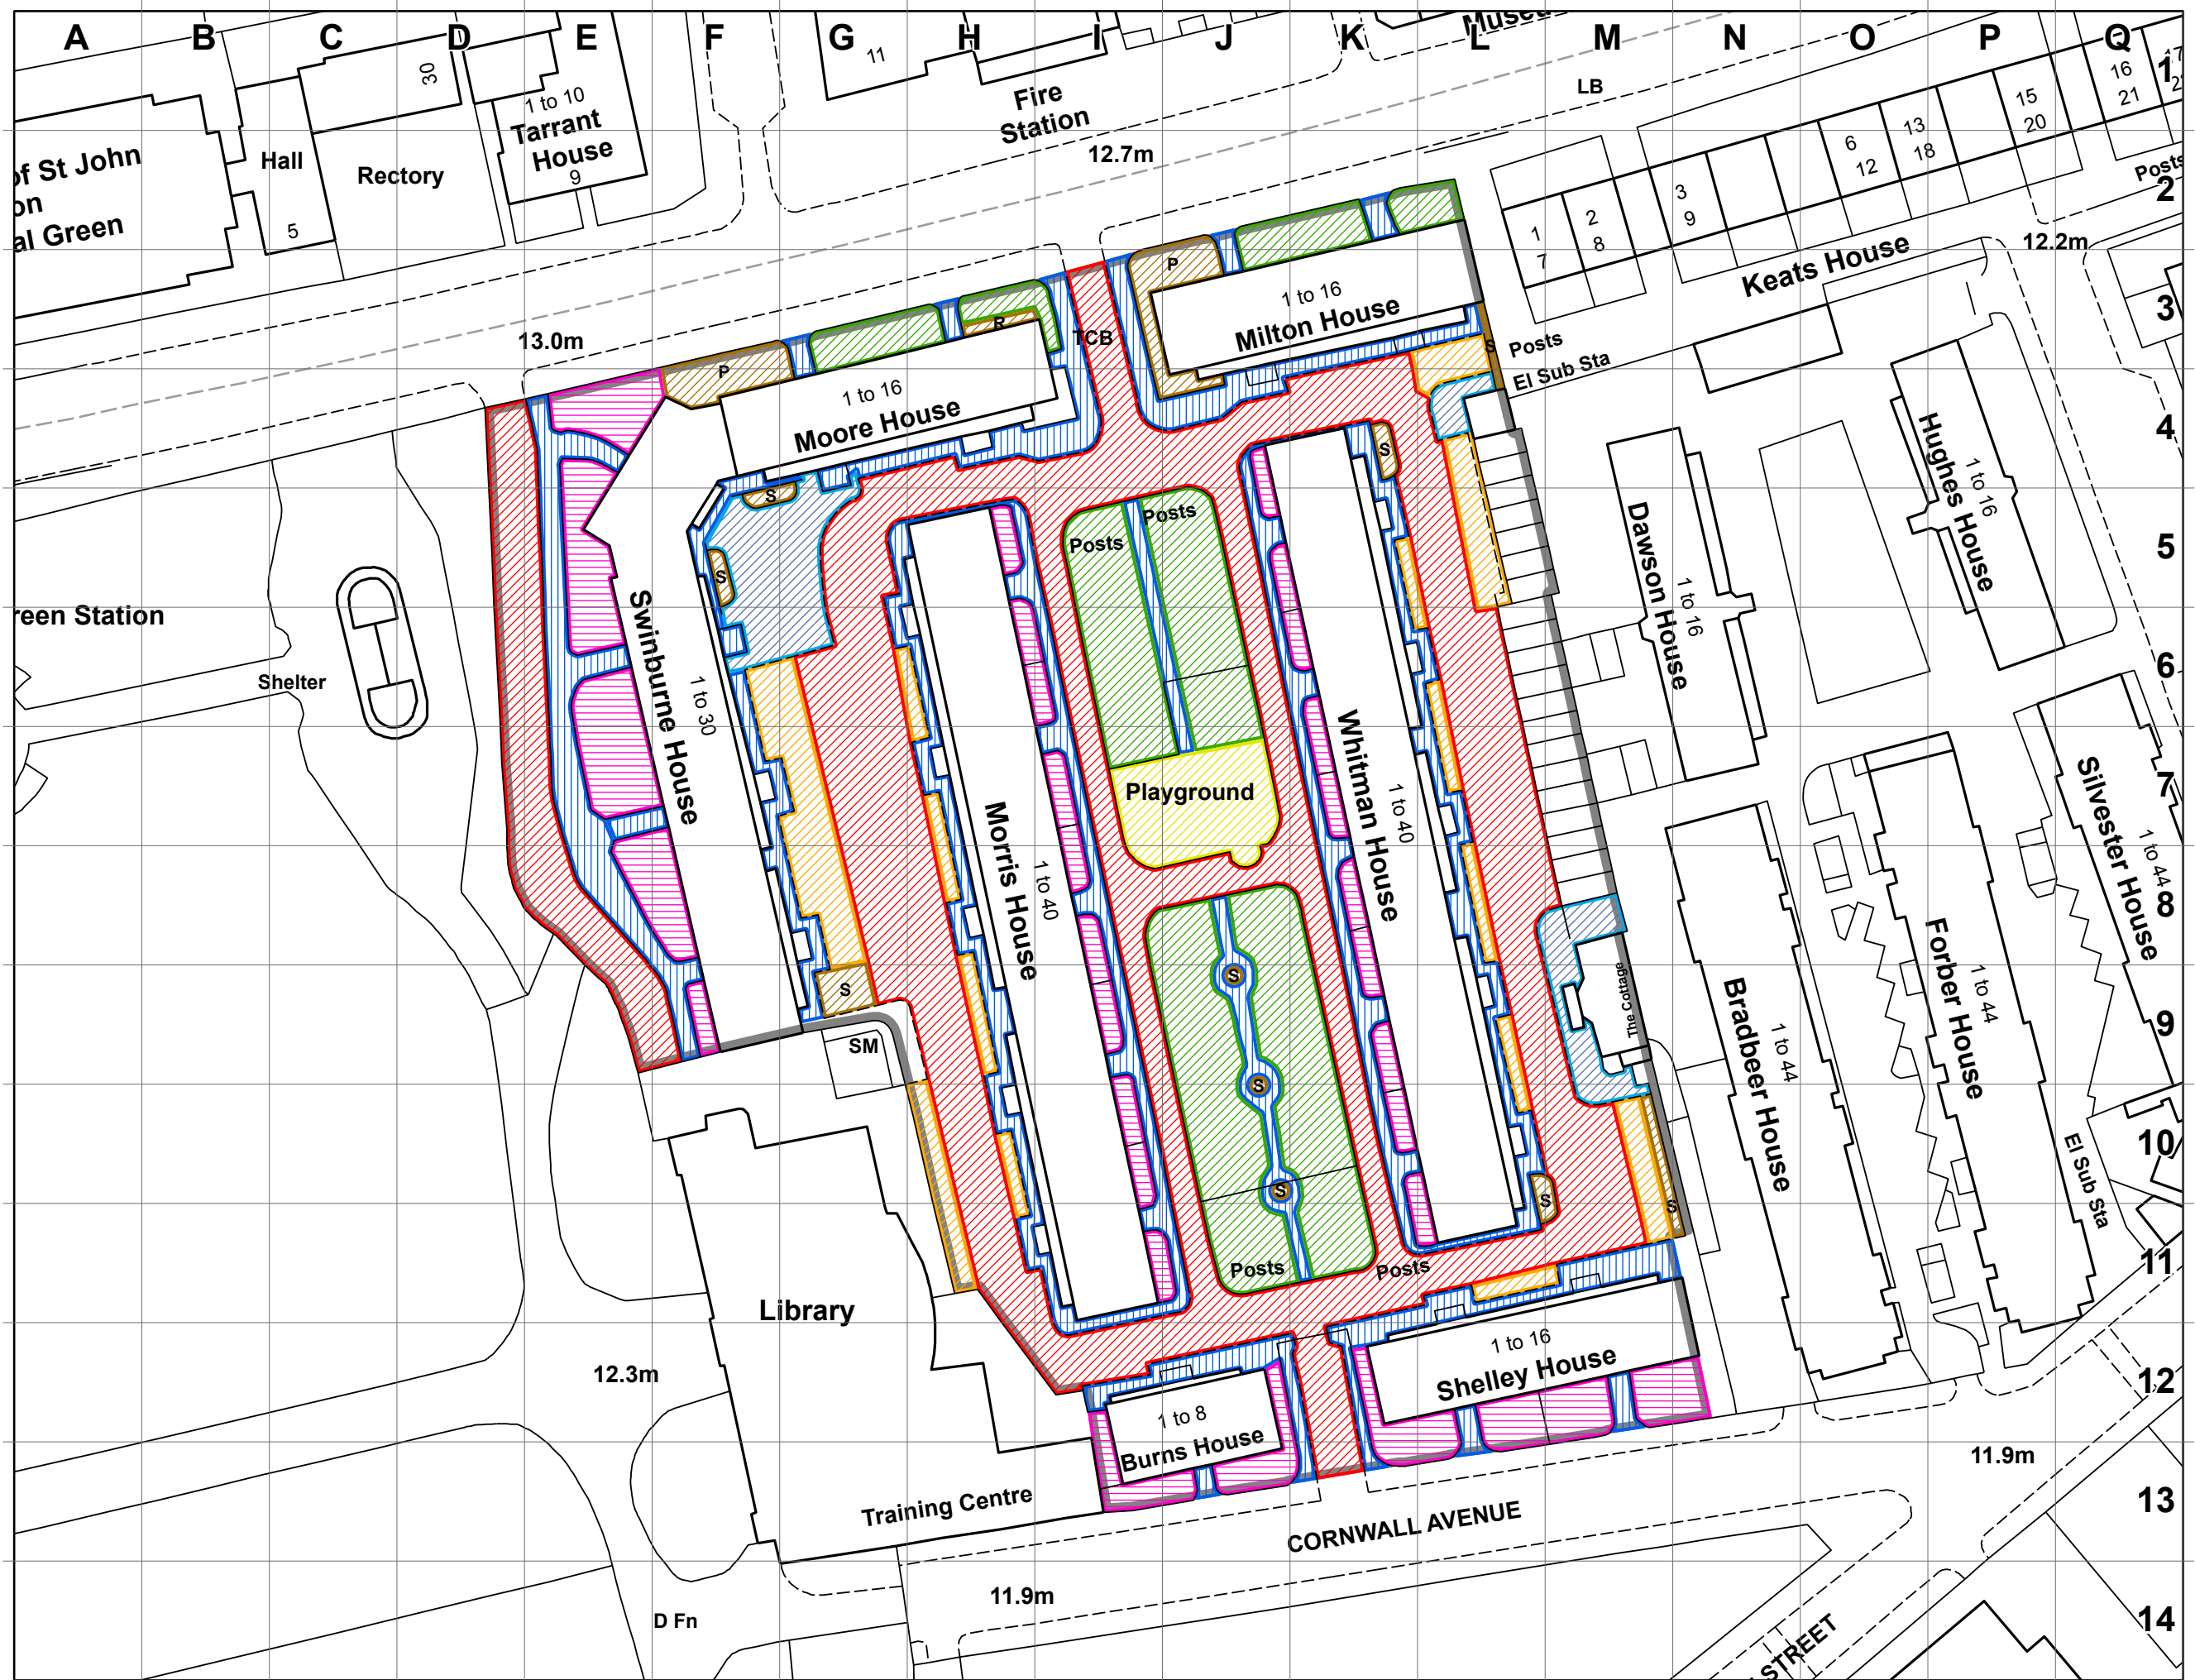 A B C D E F G H I J K L M N O P Q
1
2
3
4
5
6
7
8
9
10
11
12
13
14
of St John
on
al Green
Hall
5
30
Rectory
1 to 10
Tarrant
House
9
11
Fire
Station
12.7m
LB
1
7
2
8
3
9
6
12
13
18
15
20
16
21
Posts
12.2m
Keats House
13.0m
P
R
TCB
P
1 to 16
Milton House
S
Posts
El Sub Sta
P
1 to 16
Moore House
S
S
S
Posts
Posts
Hughes House
1 to 16
Dawson House
1 to 16
reen Station
Shelter
Swinburne House
1 to 30
Morris House
1 to 40
Playground
Whitman House
1 to 40
Silvester House
1 to 44
Forber House
1 to 44
Bradbeer House
1 to 44
The Cottage
S
SM
S
S
S
S
S
El Sub Sta
Posts
Posts
Library
12.3m
1 to 16
Shelley House
1 to 8
Burns House
Training Centre
CORNWALL AVENUE
11.9m
11.9m
D Fn
STREET